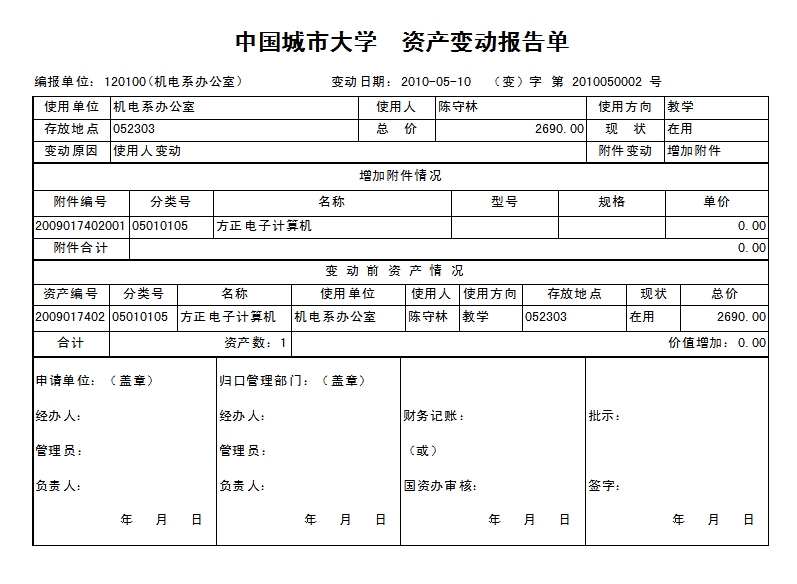 中国城市大学 资产变动报告单
编报单位: 120100(机电系办公室) 变动日期: 2010-05-10 (变)字 第 2010050002 号
使用单位 机电系办公室 使用人 陈守林 使用方向 教学
存放地点 052303 总 价 2690.00 现 状 在用
变动原因 使用人变动 附件变动 增加附件
增加附件情况
附件编号 分类号 名称 型号 规格 单价
2009017402001 05010105 方正电子计算机 0.00
附件合计 0.00
变 动 前 资 产 情 况
资产编号 分类号 名称 使用单位 使用人 使用方向 存放地点 现状 总价
2009017402 05010105 方正电子计算机 机电系办公室 陈守林 教学 052303 在用 2690.00
合计 资产数: 1 价值增加: 0.00
申请单位: (盖章) 归口管理部门: (盖章)
经办人: 经办人: 财务记账: 批示:
管理员: 管理员: (或)
负责人: 负责人: 国资办审核: 签字:
年 月 日 年 月 日 年 月 日 年 月 日